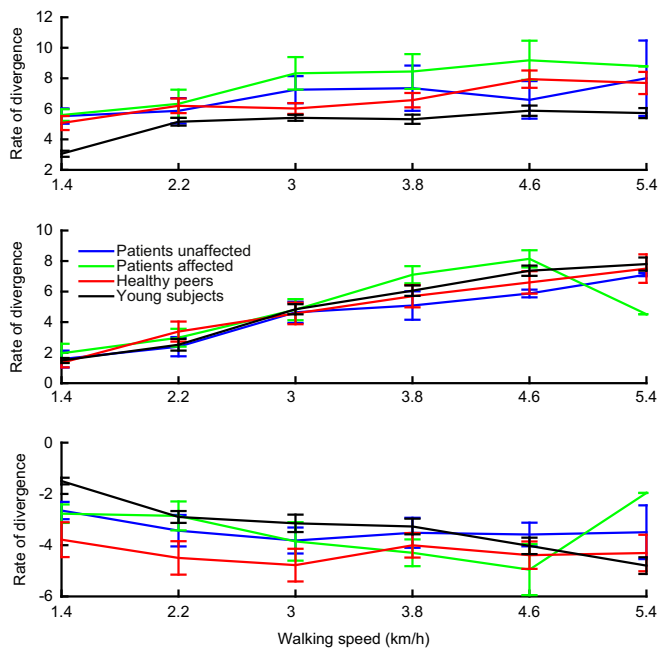 12
10
8
6
4
2
Rate of divergence
1.4 2.2 3 3.8 4.6 5.4
10
8
6
4
2
0
Rate of divergence
Patients unaffected
Patients affected
Healthy peers
Young subjects
1.4 2.2 3 3.8 4.6 5.4
0
-2
-4
-6
Rate of divergence
1.4 2.2 3 3.8 4.6 5.4
Walking speed (km/h)